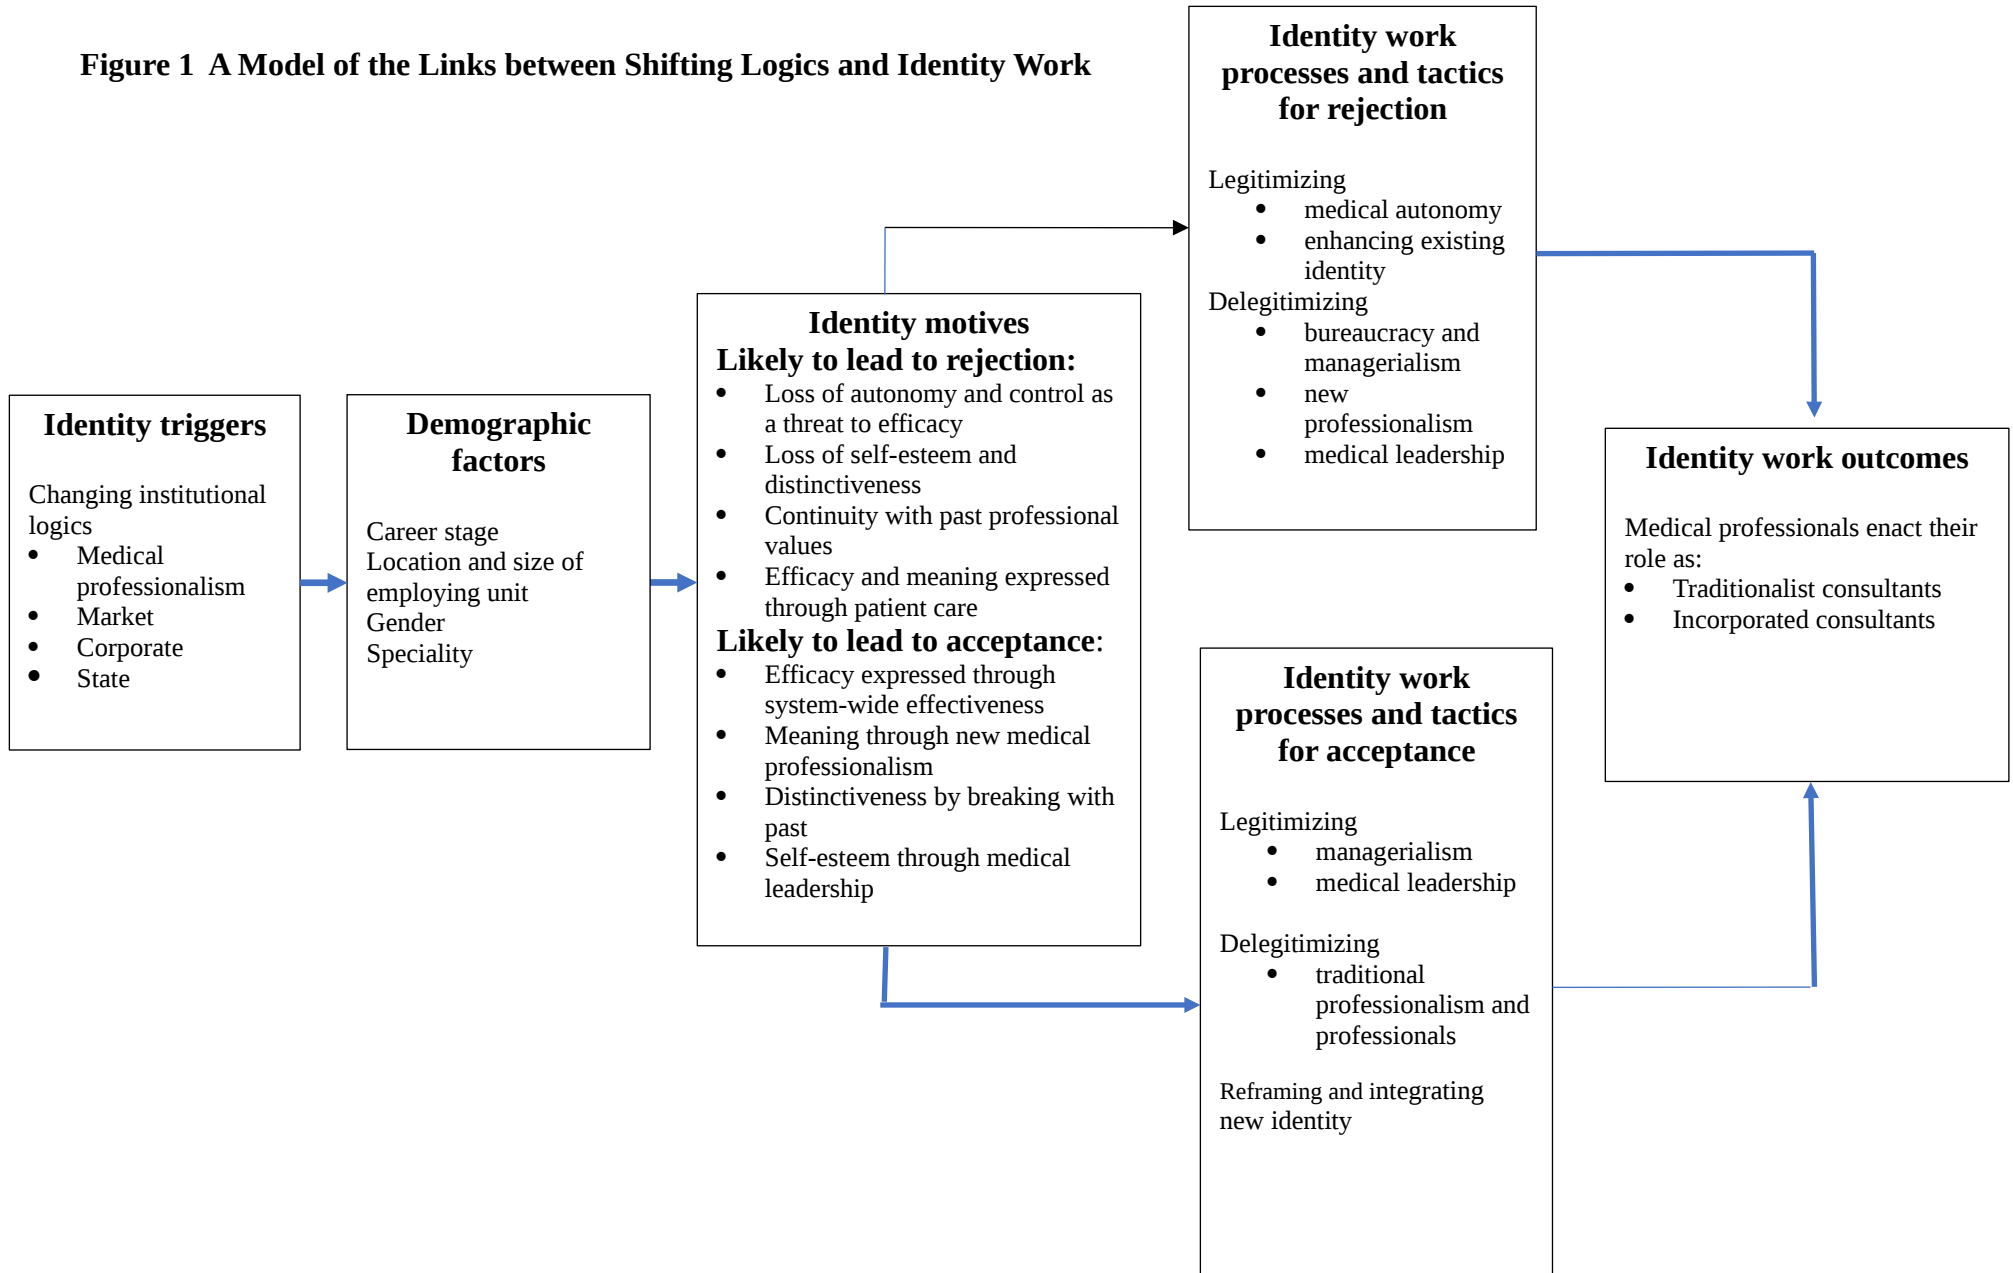 Figure 1  A Model of the Links between Shifting Logics and Identity Work
Identity triggers
Changing institutional
logics
• Medical
professionalism
• Market
• Corporate
• State
Demographic
factors
Career stage
Location and size of
employing unit
Gender
Speciality
Identity motives
Likely to lead to rejection:
• Loss of autonomy and control as
a threat to efficacy
• Loss of self-esteem and
distinctiveness
• Continuity with past professional
values
• Efficacy and meaning expressed
through patient care
Likely to lead to acceptance:
• Efficacy expressed through
system-wide effectiveness
• Meaning through new medical
professionalism
• Distinctiveness by breaking with
past
• Self-esteem through medical
leadership
Identity work
processes and tactics
for rejection
Legitimizing
• medical autonomy
• enhancing existing
identity
Delegitimizing
• bureaucracy and
managerialism
• new
professionalism
• medical leadership
Identity work
processes and tactics
for acceptance
Legitimizing
• managerialism
• medical leadership
Delegitimizing
• traditional
professionalism and
professionals
Reframing and integrating
new identity
Identity work outcomes
Medical professionals enact their
role as:
• Traditionalist consultants
• Incorporated consultants